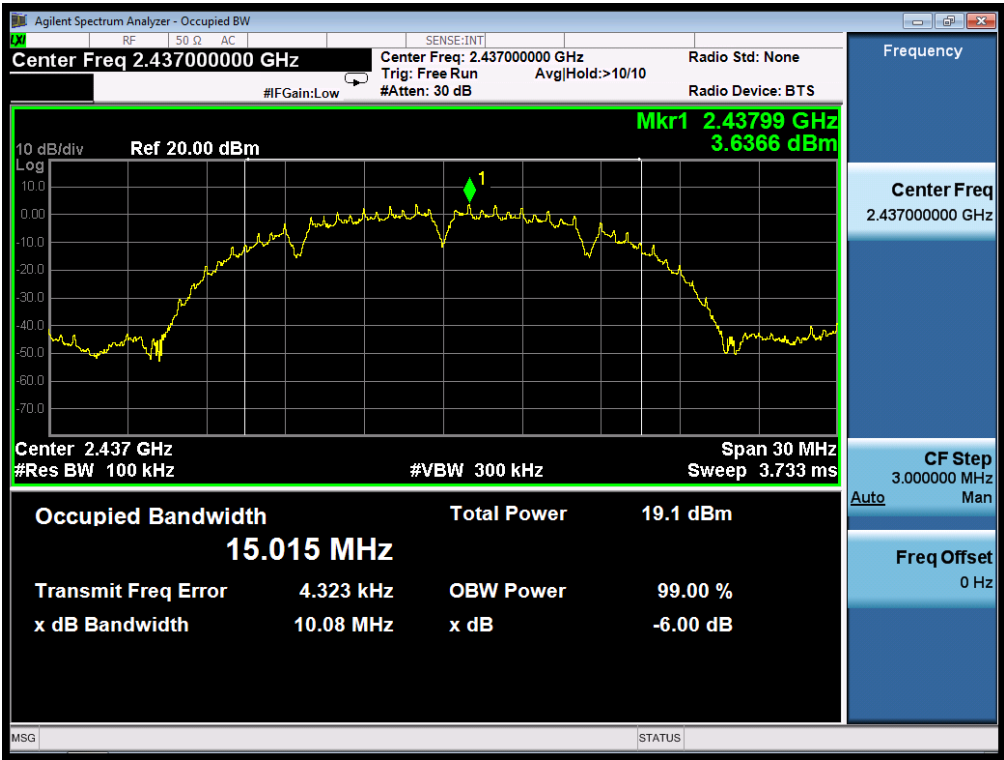 Agilent Spectrum Analyzer - Occupied BW
LXI RF 50 Ω AC SENSE:INT
Center Freq 2.437000000 GHz
Center Freq: 2.437000000 GHz Radio Std: None
Trig: Free Run Avg|Hold:>10/10
#IFGain:Low #Atten: 30 dB Radio Device: BTS
Mkr1 2.43799 GHz
3.6366 dBm
10 dB/div Ref 20.00 dBm
Log
10.0
0.00
-10.0
-20.0
-30.0
-40.0
-50.0
-60.0
-70.0
1
Center 2.437 GHz Span 30 MHz
#Res BW 100 kHz #VBW 300 kHz Sweep 3.733 ms
Occupied Bandwidth Total Power 19.1 dBm
15.015 MHz
Transmit Freq Error 4.323 kHz OBW Power 99.00 %
x dB Bandwidth 10.08 MHz x dB -6.00 dB
Frequency
Center Freq
2.437000000 GHz
CF Step
3.000000 MHz
Auto Man
Freq Offset
0 Hz
MSG STATUS